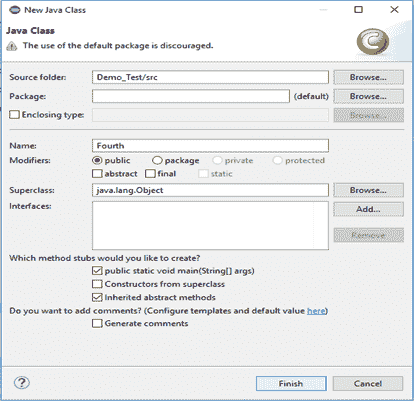 New Java Class
Java Class
The use of the default package is discouraged.
Source folder: Demo_Test/src Browse...
Package: (default) Browse...
Enclosing type: Browse...
Name: Fourth
Modifiers: public package private protected
abstract final static
Superclass: java.lang.Object Browse...
Interfaces: Add...
Remove
Which method stubs would you like to create?
public static void main(String[] args)
Constructors from superclass
Inherited abstract methods
Do you want to add comments? (Configure templates and default value here)
Generate comments
? Finish Cancel